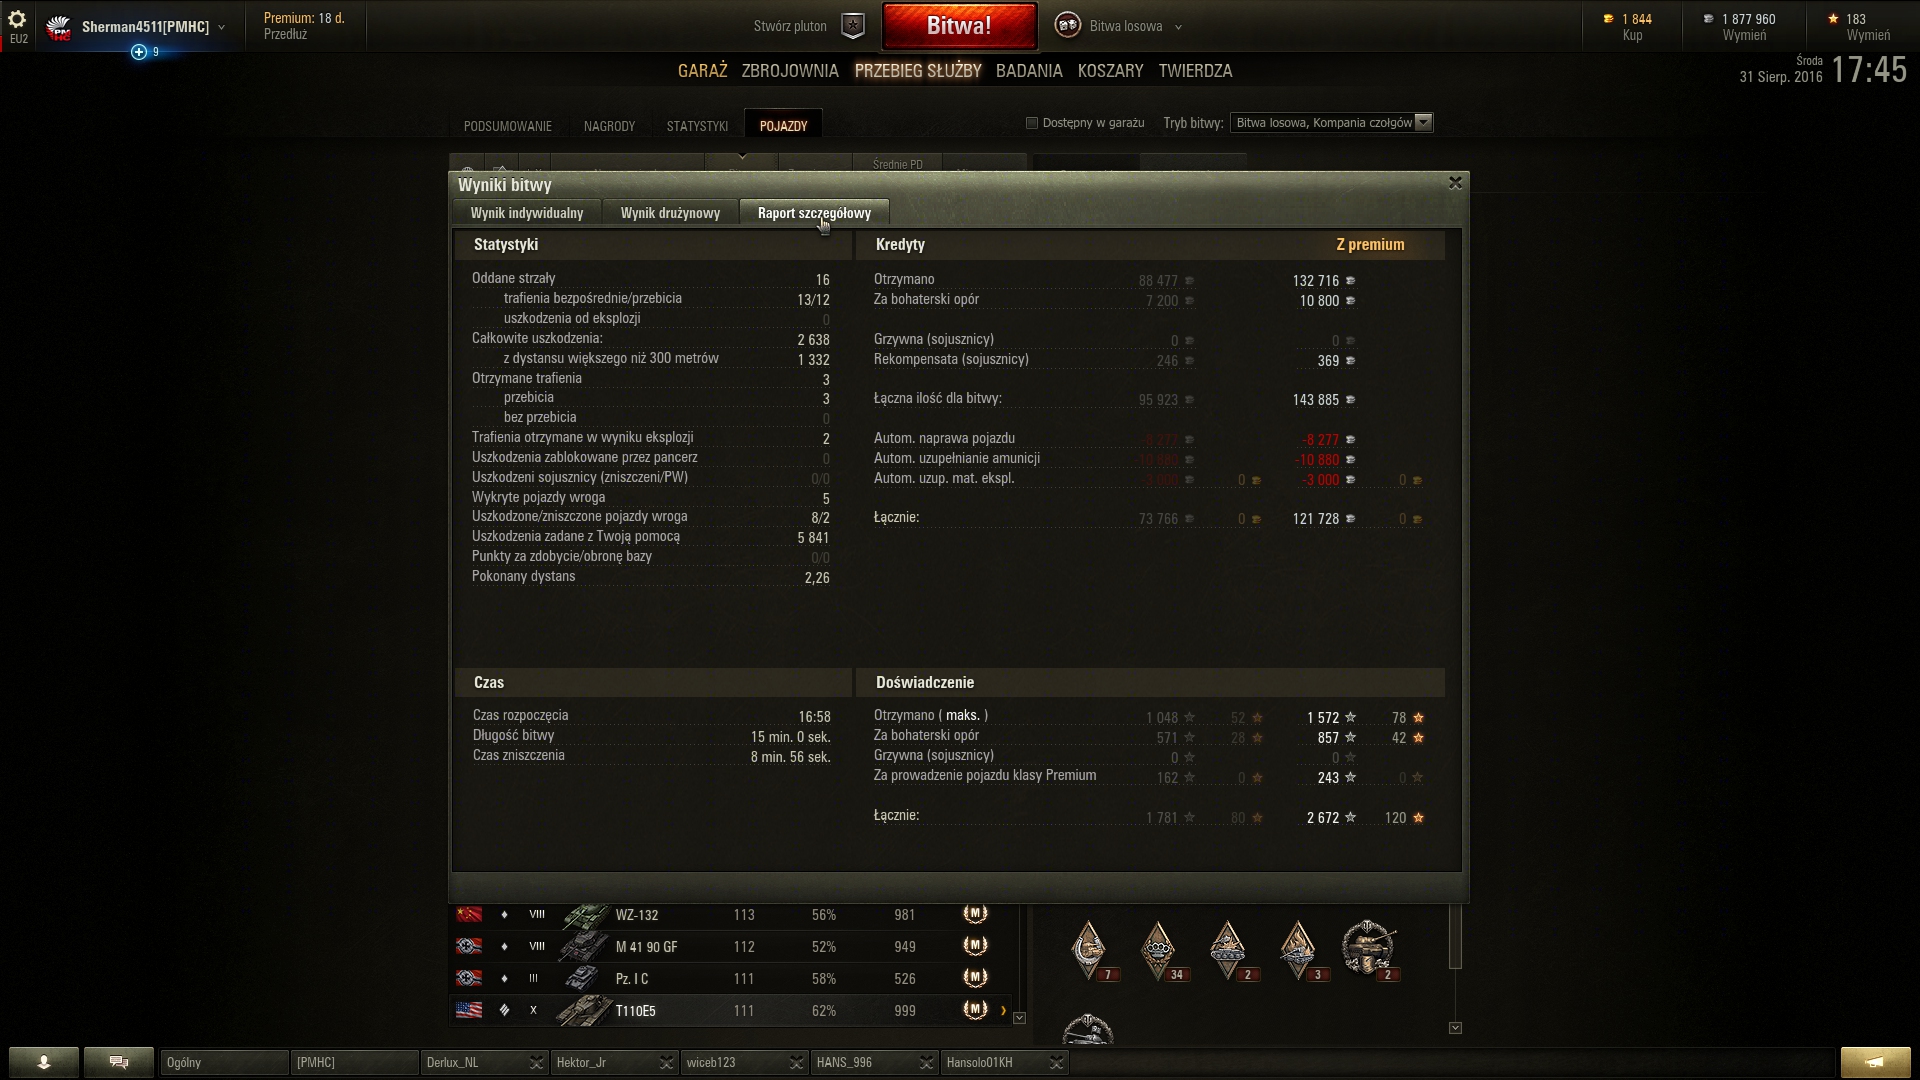 EU2 Sherman4511[PMHC] 9
Premium: 18 d.
Przedłuż
Stwórz pluton Bitwa! Bitwa losowa
1 844 1 877 960 183
Kup Wymień Wymień
GARAŻ ZBROJOWNIA PRZEBIEG SŁUŻBY BADANIA KOSZARY TWIERDZA
Środa
31 Sierp. 2016 17:45
PODSUMOWANIE NAGRODY STATYSTYKI POJAZDY Dostępny w garażu Tryb bitwy: Bitwa losowa, Kompania czołgów
Średnie PD
Wyniki bitwy
Wynik indywidualny Wynik drużynowy Raport szczegółowy
Statystyki
Oddane strzały 16
trafienia bezpośrednie/przebicia 13/12
uszkodzenia od eksplozji 0
Całkowite uszkodzenia: 2 638
z dystansu większego niż 300 metrów 1 332
Otrzymane trafienia 3
przebicia 3
bez przebicia 0
Trafienia otrzymane w wyniku eksplozji 2
Uszkodzenia zablokowane przez pancerz 0
Uszkodzeni sojusznicy (zniszczeni/PW) 0/0
Wykryte pojazdy wroga 5
Uszkodzone/zniszczone pojazdy wroga 8/2
Uszkodzenia zadane z Twoją pomocą 5 841
Punkty za zdobycie/obronę bazy 0/0
Pokonany dystans 2,26
Kredyty Z premium
Otrzymano 88 477 132 716
Za bohaterski opór 7 200 10 800
Grzywna (sojusznicy) 0 0
Rekompensata (sojusznicy) 246 369
Łączna ilość dla bitwy: 95 923 143 885
Autom. naprawa pojazdu -8 277 -8 277
Autom. uzupełnianie amunicji -10 880 -10 880
Autom. uzup. mat. ekspl. -3 000 0 -3 000 0
Łącznie: 73 766 0 121 728 0
Czas
Czas rozpoczęcia 16:58
Długość bitwy 15 min. 0 sek.
Czas zniszczenia 8 min. 56 sek.
Doświadczenie
Otrzymano ( maks. ) 1 048 52 1 572 78
Za bohaterski opór 571 28 857 42
Grzywna (sojusznicy) 0 0
Za prowadzenie pojazdu klasy Premium 162 0 243 0
Łącznie: 1 781 80 2 672 120
VIII WZ-132 113 56% 981 M
VIII M 41 90 GF 112 52% 949 M
III Pz. I C 111 58% 526 M
X T110E5 111 62% 999 M
7 34 2 3 2
Ogólny [PMHC] Derlux_NL Hektor_Jr wiceb123 HANS_996 Hansolo01KH